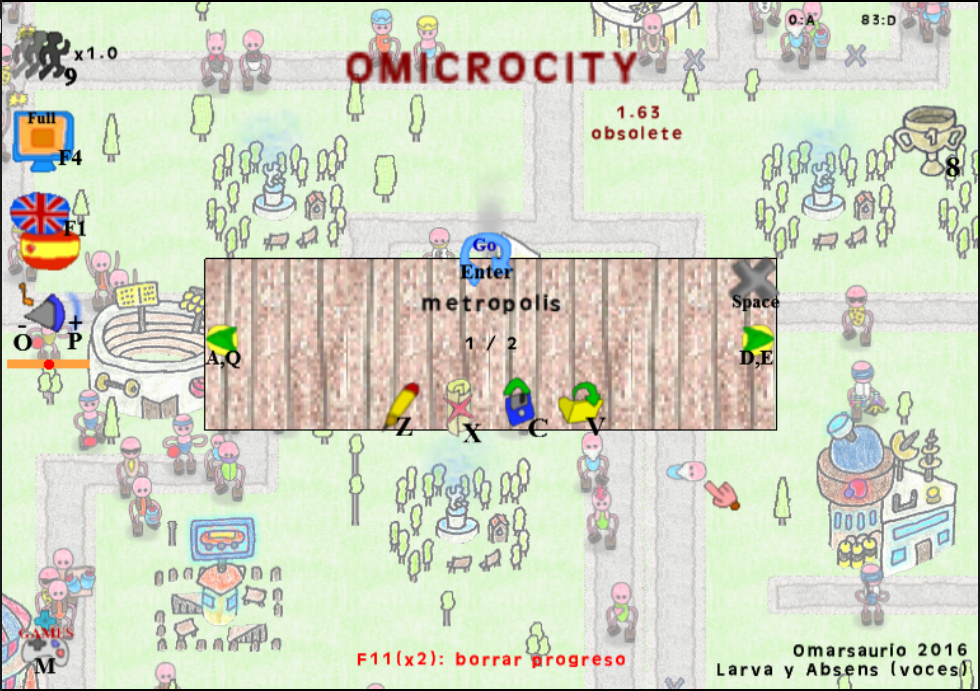 x1.0
9
O:A
83:D
OMICROCITY
1.63
obsolete
Full
F4
1
8
F1
Go
Enter
metropolis
Space
- +
O P
1 / 2
A,Q
D,E
Z
X
C
V
GAMES
M
F11(x2): borrar progreso
Omarsaurio 2016
Larva y Absens (voces)